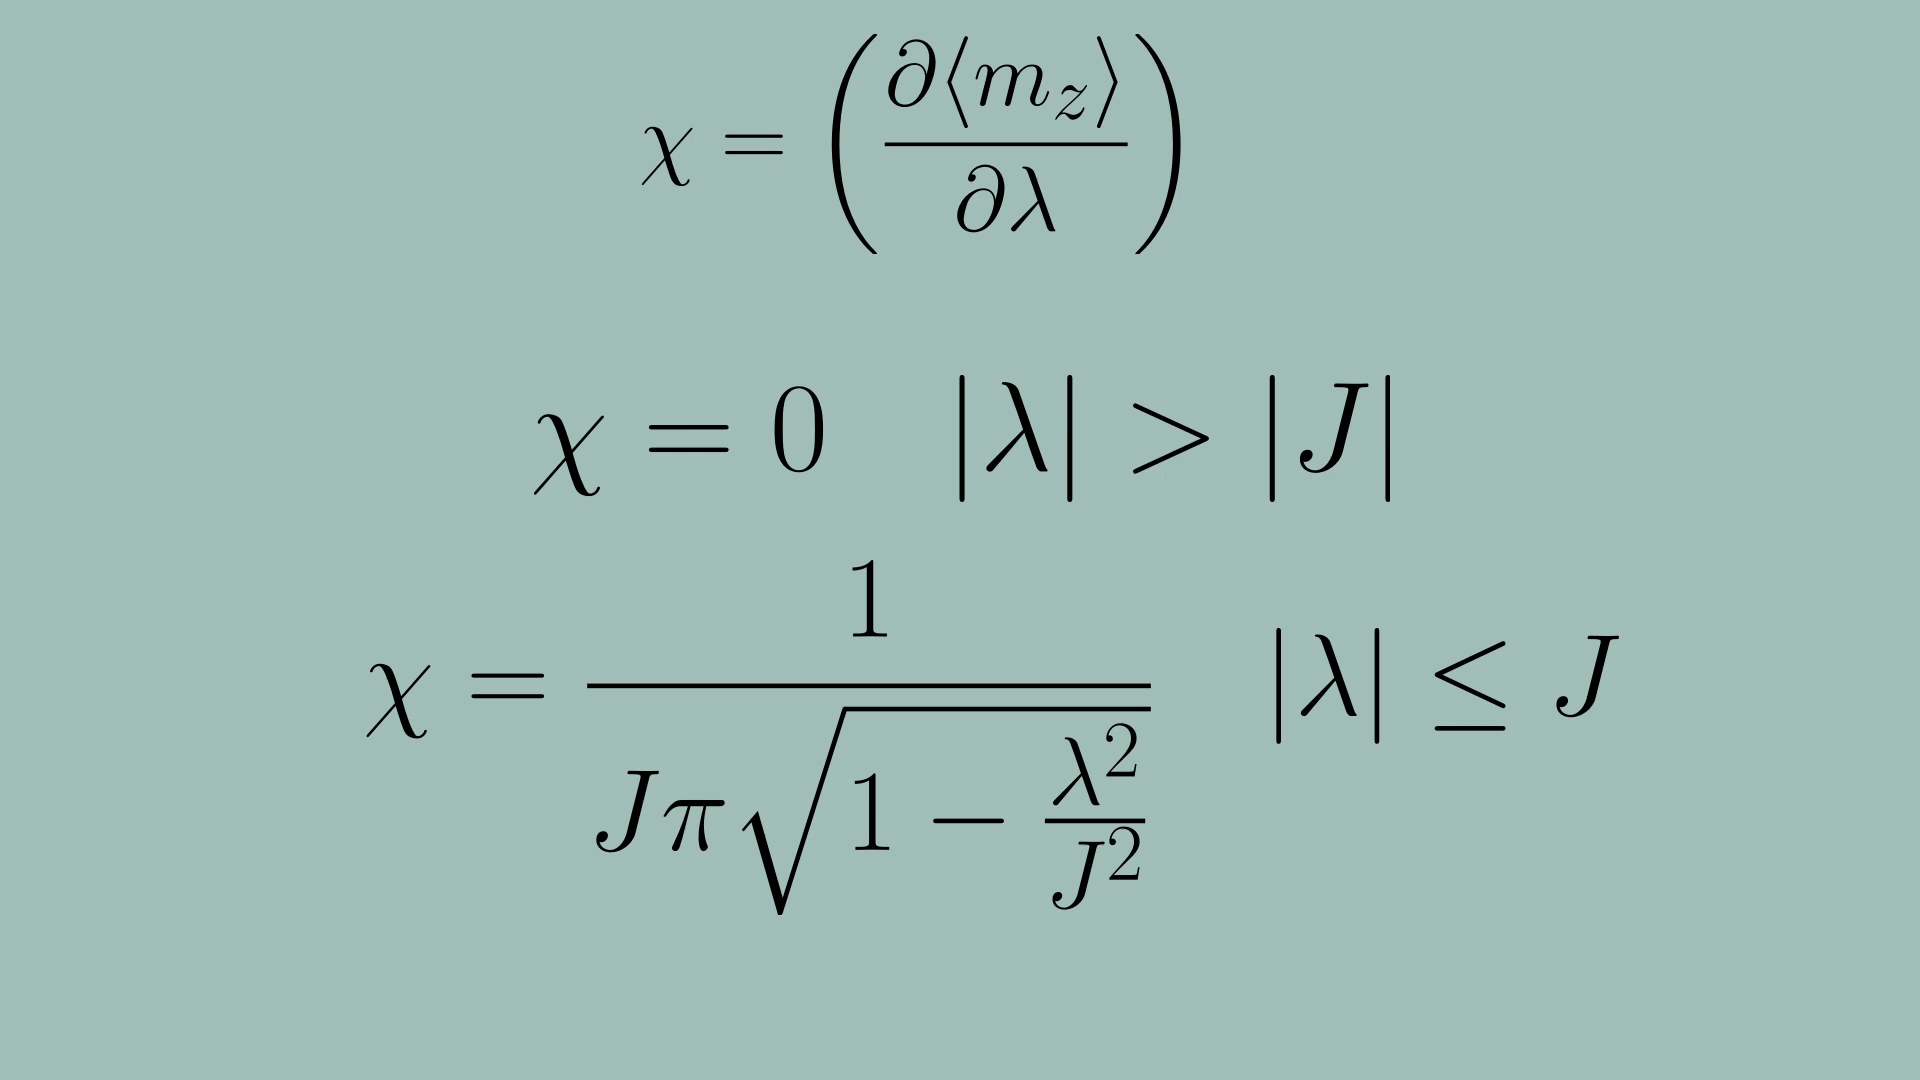 χ = (∂⟨m_z⟩/∂λ)
χ = 0 |λ| > |J|
χ = 1/(Jπ√(1 − λ²/J²)) |λ| ≤ J